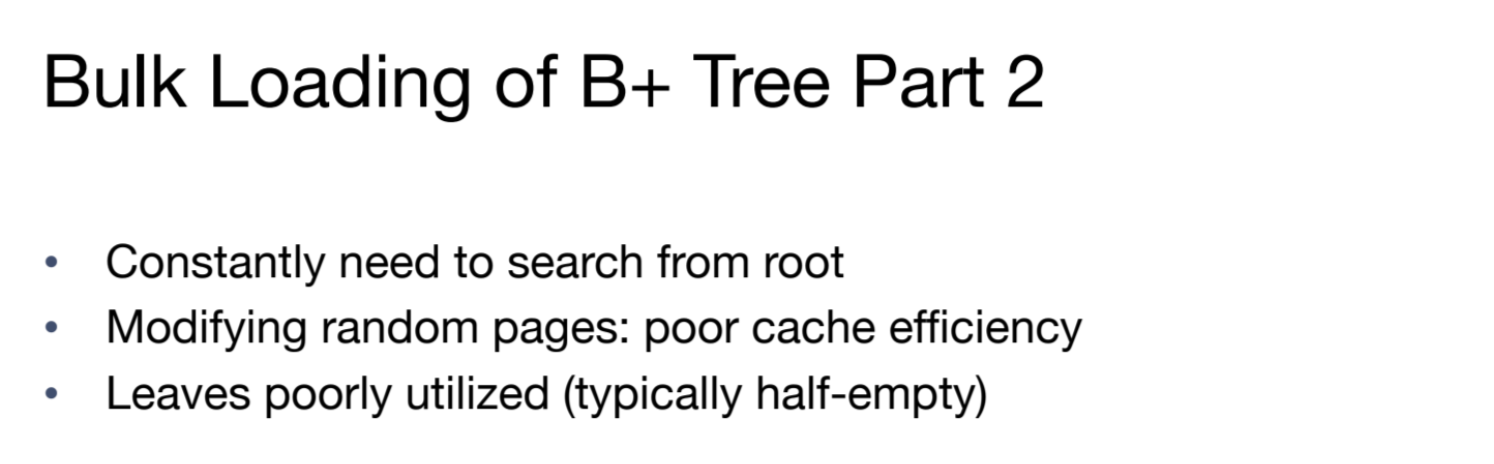 Bulk Loading of B+ Tree Part 2
• Constantly need to search from root
• Modifying random pages: poor cache efficiency
• Leaves poorly utilized (typically half-empty)